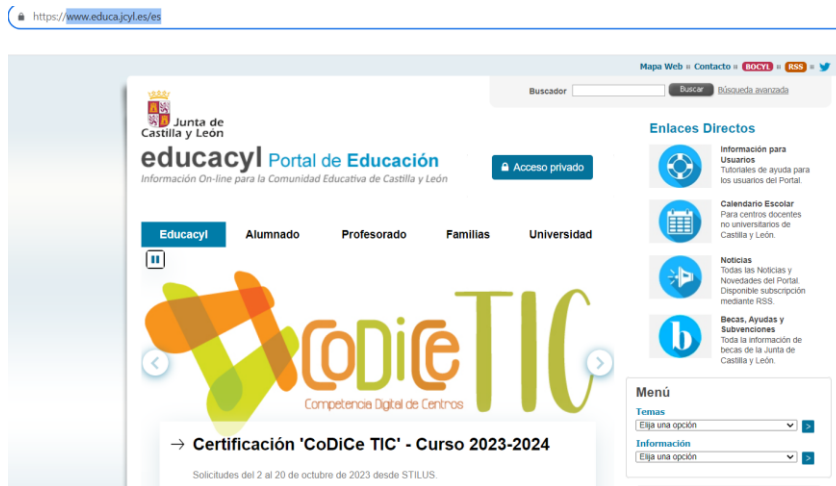 https://www.educa.jcyl.es/es
Mapa Web
Contacto
BOCYL
RSS
Buscador
Buscar
Búsqueda avanzada
Junta de
Castilla y León
educacyl Portal de Educación
Información On-line para la Comunidad Educativa de Castilla y León
Acceso privado
Educacyl
Alumnado
Profesorado
Familias
Universidad
CoDiCe TIC
Competencia Digital de Centros
→ Certificación 'CoDiCe TIC' - Curso 2023-2024
Solicitudes del 2 al 20 de octubre de 2023 desde STILUS.
Enlaces Directos
Información para
Usuarios
Tutoriales de ayuda para
los usuarios del Portal.
Calendario Escolar
Para centros docentes
no universitarios de
Castilla y León.
Noticias
Todas las Noticias y
Novedades del Portal.
Disponible subscripción
mediante RSS.
b
Becas, Ayudas y
Subvenciones
Toda la información de
becas de la Junta de
Castilla y León.
Menú
Temas
Elija una opción
>
Información
Elija una opción
>